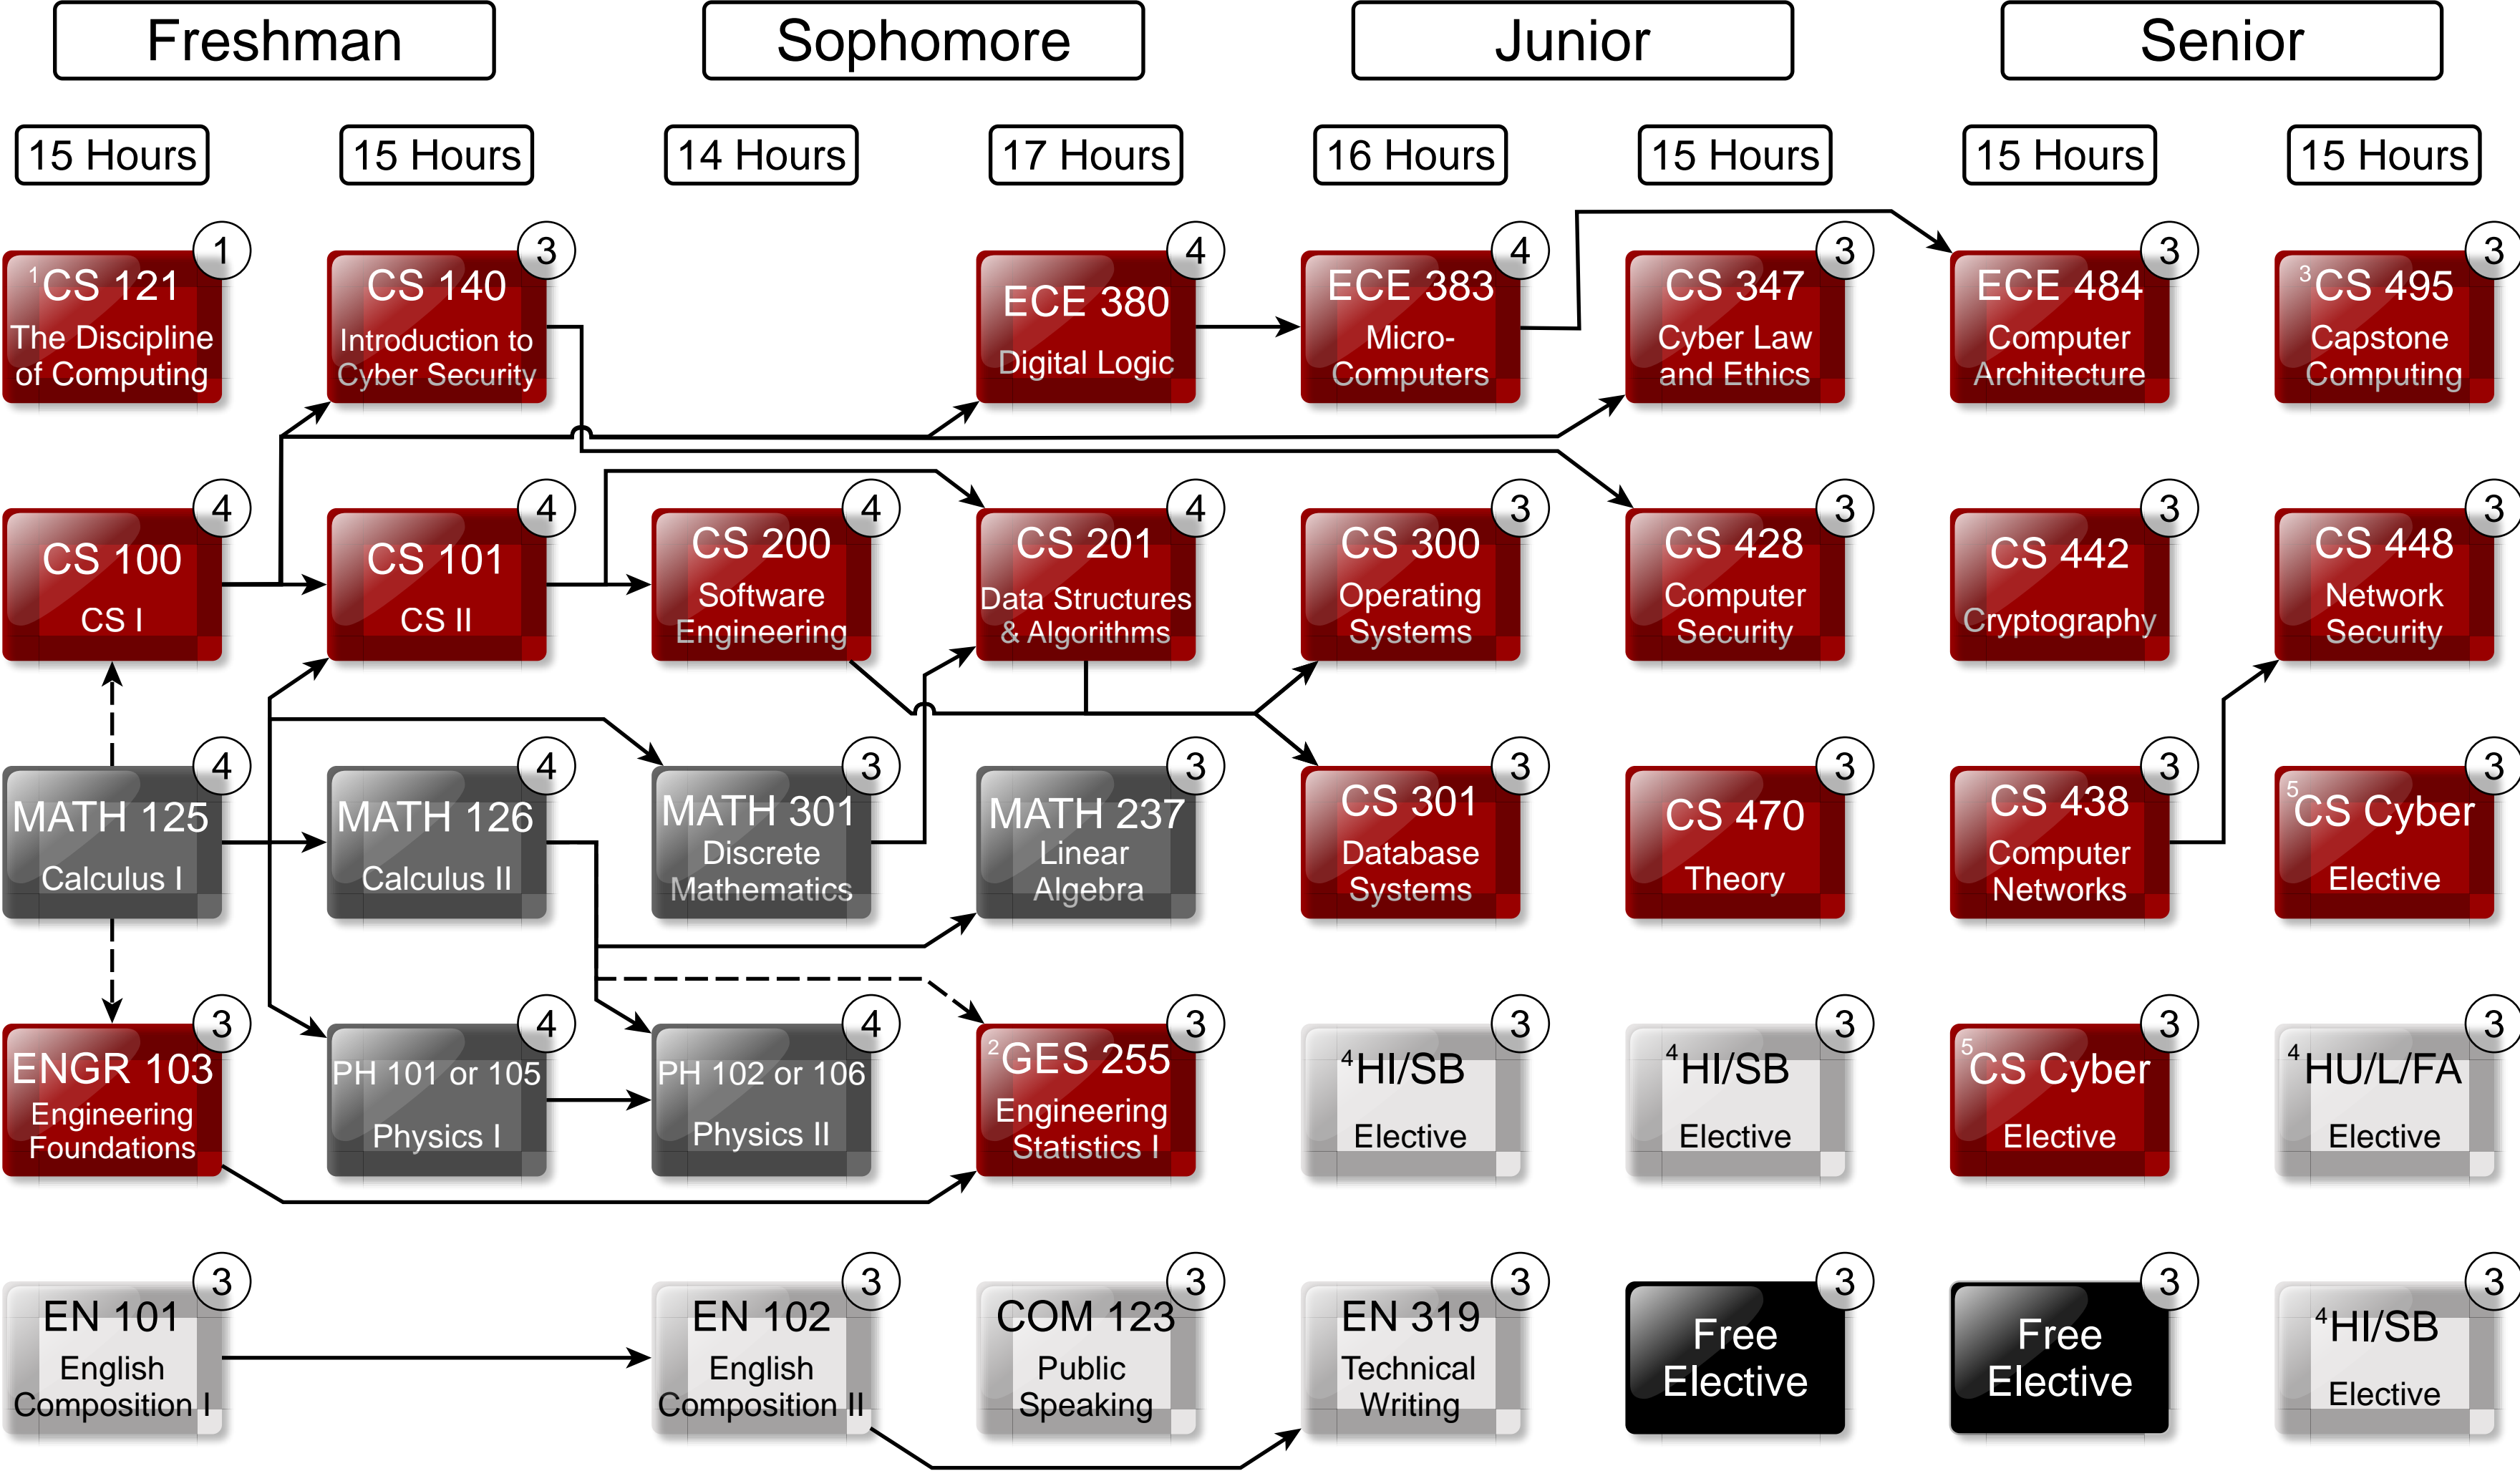 Freshman
Sophomore
Junior
Senior
15 Hours
15 Hours
14 Hours
17 Hours
16 Hours
15 Hours
15 Hours
15 Hours
1
1CS 121
The Discipline
of Computing
3
CS 140
Introduction to
Cyber Security
4
ECE 380
Digital Logic
4
ECE 383
Micro-
Computers
3
CS 347
Cyber Law
and Ethics
3
ECE 484
Computer
Architecture
3
3CS 495
Capstone
Computing
4
CS 100
CS I
4
CS 101
CS II
4
CS 200
Software
Engineering
4
CS 201
Data Structures
& Algorithms
3
CS 300
Operating
Systems
3
CS 428
Computer
Security
3
CS 442
Cryptography
3
CS 448
Network
Security
4
MATH 125
Calculus I
4
MATH 126
Calculus II
3
MATH 301
Discrete
Mathematics
3
MATH 237
Linear
Algebra
3
CS 301
Database
Systems
3
CS 470
Theory
3
CS 438
Computer
Networks
3
5CS Cyber
Elective
3
ENGR 103
Engineering
Foundations
4
PH 101 or 105
Physics I
4
PH 102 or 106
Physics II
3
2GES 255
Engineering
Statistics I
3
4HI/SB
Elective
3
4HI/SB
Elective
3
5CS Cyber
Elective
3
4HU/L/FA
Elective
3
EN 101
English
Composition I
3
EN 102
English
Composition II
3
COM 123
Public
Speaking
3
EN 319
Technical
Writing
3
Free
Elective
3
Free
Elective
3
4HI/SB
Elective